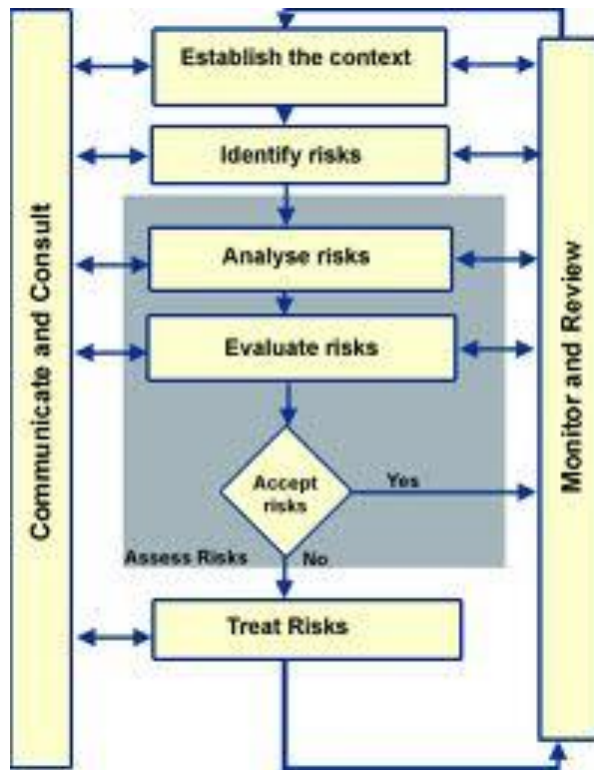 Establish the context
Identify risks
Analyse risks
Evaluate risks
Accept
risks
Yes
Assess Risks
No
Treat Risks
Communicate and Consult
Monitor and Review